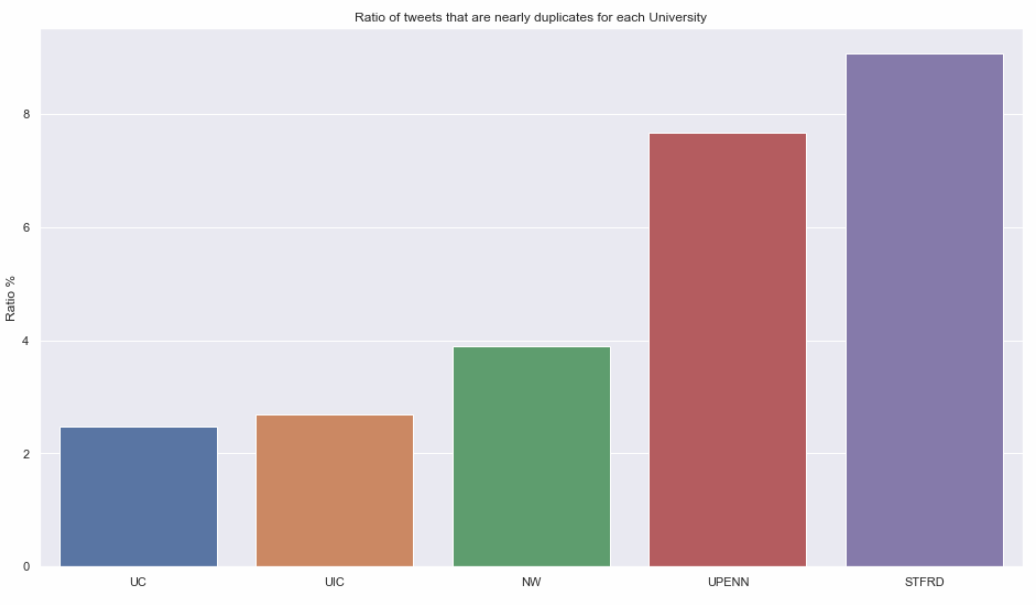 Ratio of tweets that are nearly duplicates for each University
Ratio %
8
6
4
2
0
UC UIC NW UPENN STFRD